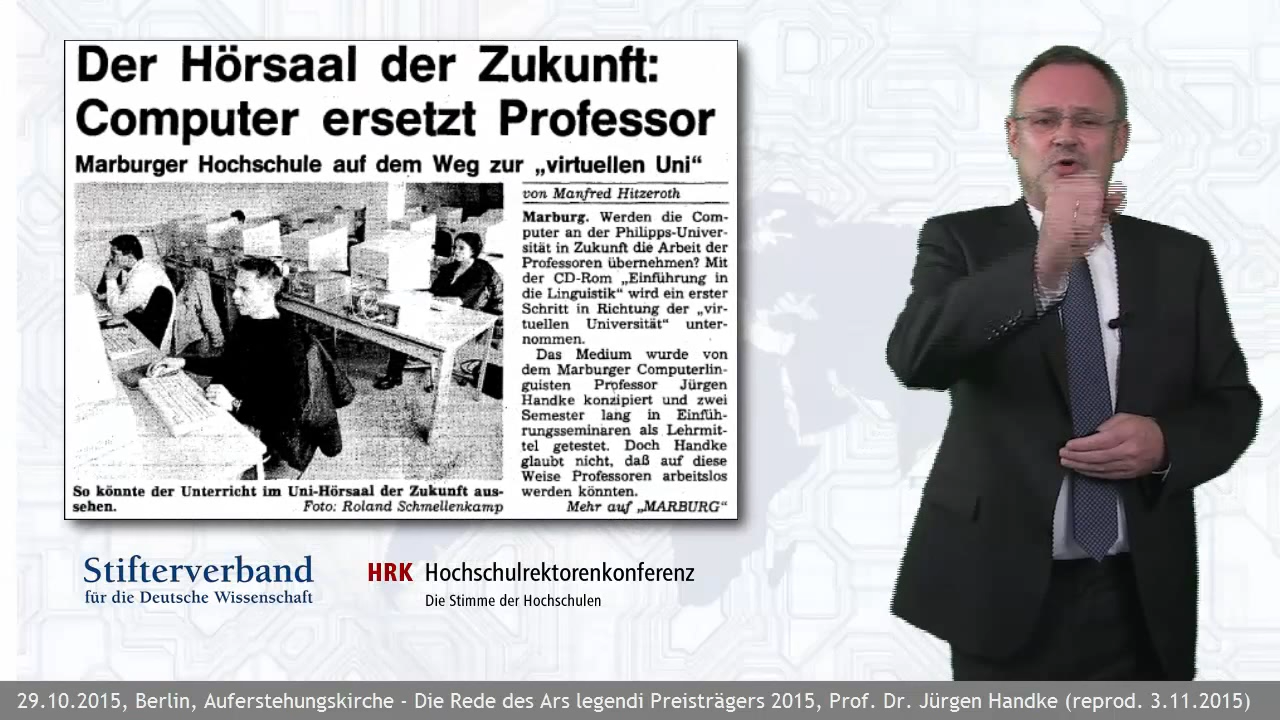 Der Hörsaal der Zukunft:
Computer ersetzt Professor
Marburger Hochschule auf dem Weg zur „virtuellen Uni“
von Manfred Hitzeroth
Marburg. Werden die Com-
puter an der Philipps-Univer-
sität in Zukunft die Arbeit der
Professoren übernehmen? Mit
der CD-Rom „Einführung in
die Linguistik“ wird ein erster
Schritt in Richtung der „vir-
tuellen Universität“ unter-
nommen.
Das Medium wurde von
dem Marburger Computerlin-
guisten Professor Jürgen
Handke konzipiert und zwei
Semester lang in Einfüh-
rungsseminaren als Lehrmit-
tel getestet. Doch Handke
glaubt nicht, daß auf diese
Weise Professoren arbeitslos
werden könnten.
Mehr auf „MARBURG“
So könnte der Unterricht im Uni-Hörsaal der Zukunft aus-
sehen. Foto: Roland Schmellenkamp
Stifterverband
für die Deutsche Wissenschaft
HRK Hochschulrektorenkonferenz
Die Stimme der Hochschulen
29.10.2015, Berlin, Auferstehungskirche - Die Rede des Ars legendi Preisträgers 2015, Prof. Dr. Jürgen Handke (reprod. 3.11.2015)